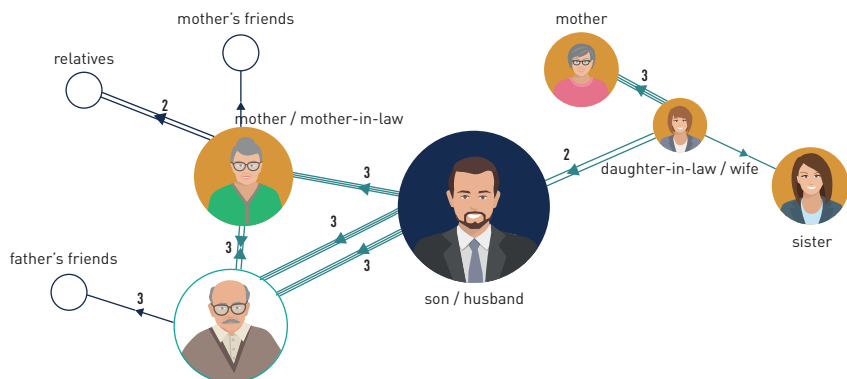 mother's friends
mother
relatives
3
2
mother / mother-in-law
2
daughter-in-law / wife
3
3
3
sister
father's friends
3
3
son / husband